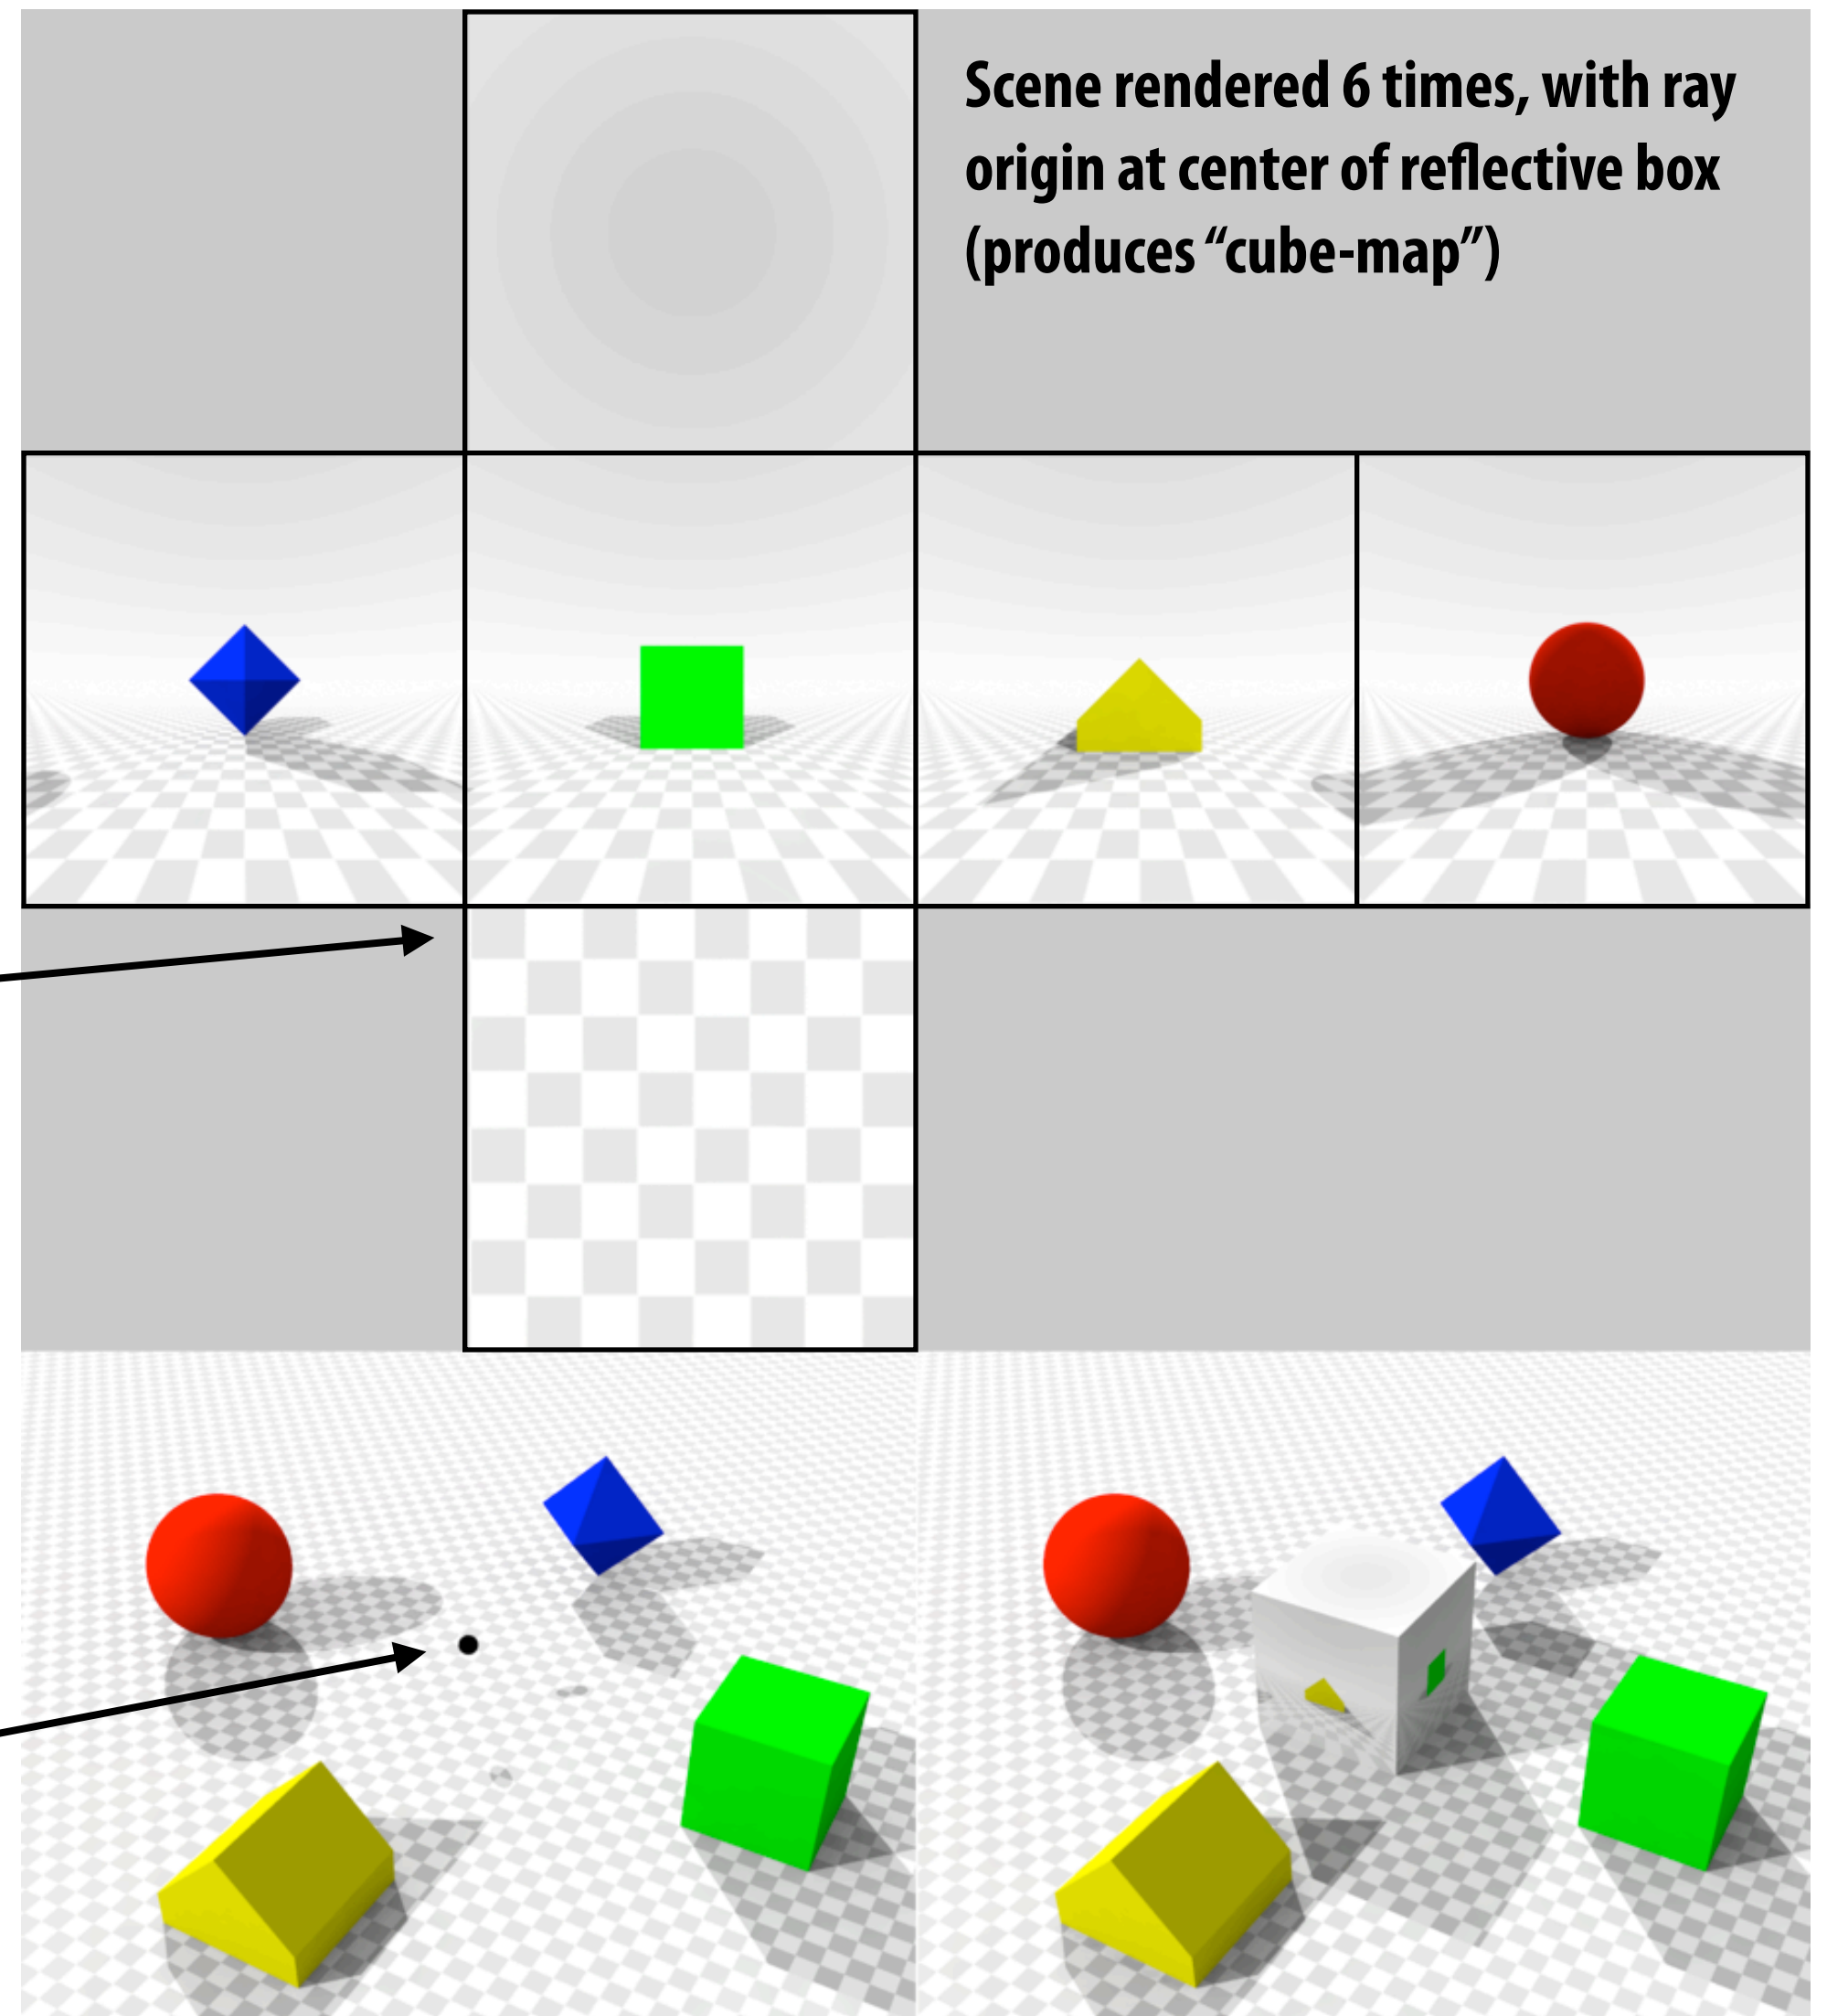 Scene rendered 6 times, with ray
origin at center of reflective box
(produces “cube-map”)